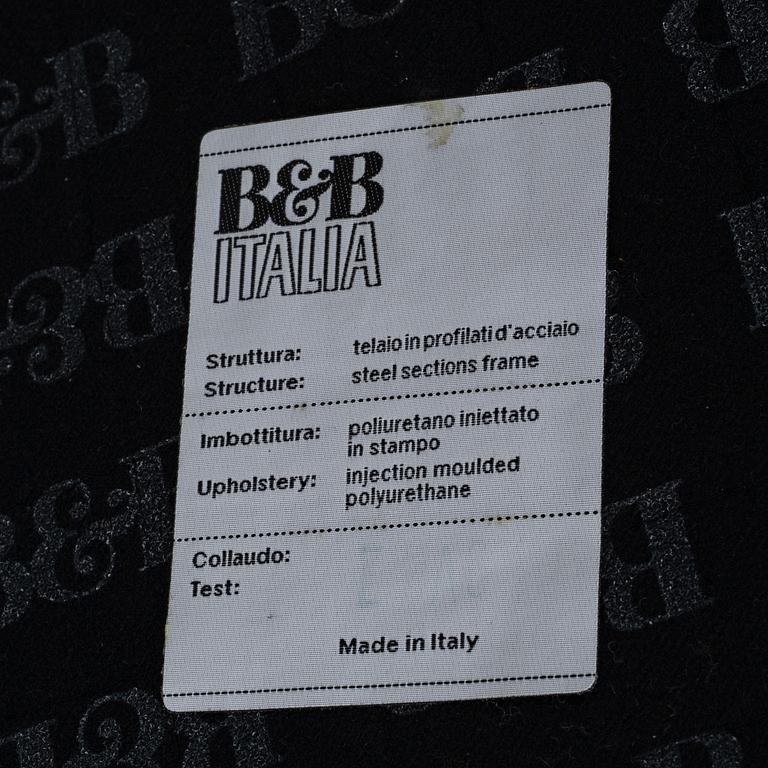 B&B
ITALIA
Struttura: telaio in profilati d'acciaio
Structure: steel sections frame
Imbottitura: poliuretano iniettato
in stampo
Upholstery: injection moulded
polyurethane
Collaudo:
Test:
Made in Italy